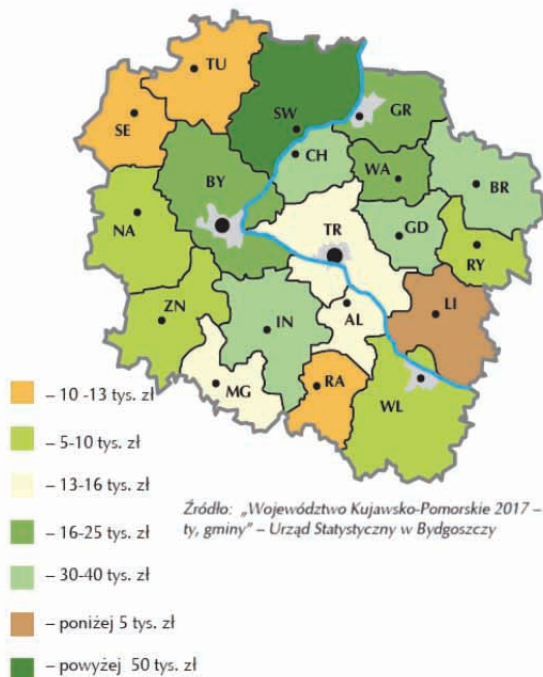 TU
SW
GR
SE
CH
WA
BR
BY
NA
TR
GD
RY
ZN
IN
AL
LI
MG
RA
WL
– 10 -13 tys. zł
– 5-10 tys. zł
– 13-16 tys. zł
– 16-25 tys. zł
– 30-40 tys. zł
– poniżej 5 tys. zł
– powyżej 50 tys. zł
Źródło: „Województwo Kujawsko-Pomorskie 2017 –
ty, gminy” – Urząd Statystyczny w Bydgoszczy